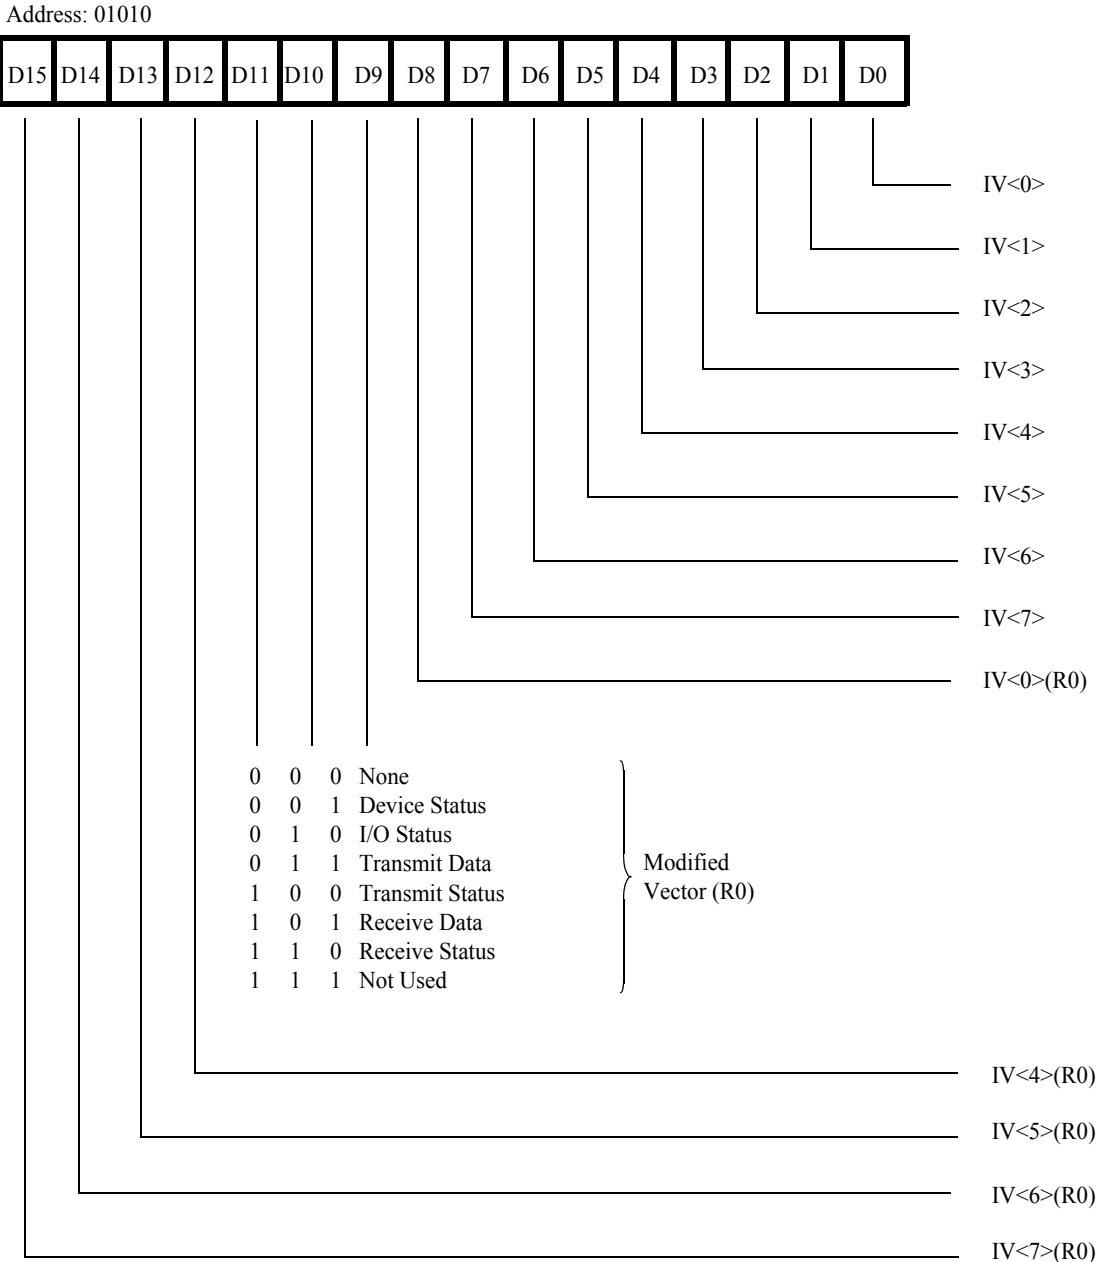 Address: 01010
D15 D14 D13 D12 D11 D10 D9 D8 D7 D6 D5 D4 D3 D2 D1 D0
IV<0>
IV<1>
IV<2>
IV<3>
IV<4>
IV<5>
IV<6>
IV<7>
IV<0>(R0)
0 0 0 None
0 0 1 Device Status
0 1 0 I/O Status
0 1 1 Transmit Data
1 0 0 Transmit Status
1 0 1 Receive Data
1 1 0 Receive Status
1 1 1 Not Used
Modified
Vector (R0)
IV<4>(R0)
IV<5>(R0)
IV<6>(R0)
IV<7>(R0)